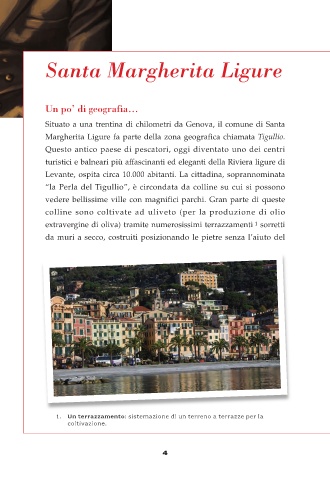 Santa Margherita Ligure
Un po' di geografia…
Situato a una trentina di chilometri da Genova, il comune di Santa
Margherita Ligure fa parte della zona geografica chiamata Tigullio.
Questo antico paese di pescatori, oggi diventato uno dei centri
turistici e balneari più affascinanti ed eleganti della Riviera ligure di
Levante, ospita circa 10.000 abitanti. La cittadina, soprannominata
"la Perla del Tigullio", è circondata da colline su cui si possono
vedere bellissime ville con magnifici parchi. Gran parte di queste
colline sono coltivate ad uliveto (per la produzione di olio
extravergine di oliva) tramite numerosissimi terrazzamenti 1 sorretti
da muri a secco, costruiti posizionando le pietre senza l'aiuto del
1. Un terrazzamento: sistemazione di un terreno a terrazze per la
coltivazione.
4